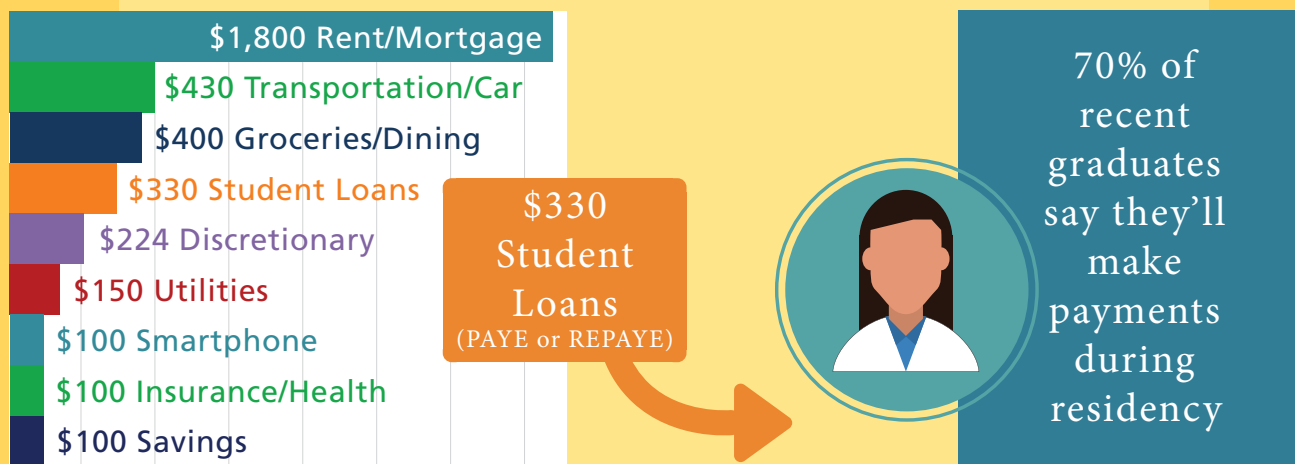 $1,800 Rent/Mortgage
$430 Transportation/Car
$400 Groceries/Dining
$330 Student Loans
$224 Discretionary
$150 Utilities
$100 Smartphone
$100 Insurance/Health
$100 Savings
$330
Student
Loans
(PAYE or REPAYE)
70% of
recent
graduates
say they’ll
make
payments
during
residency